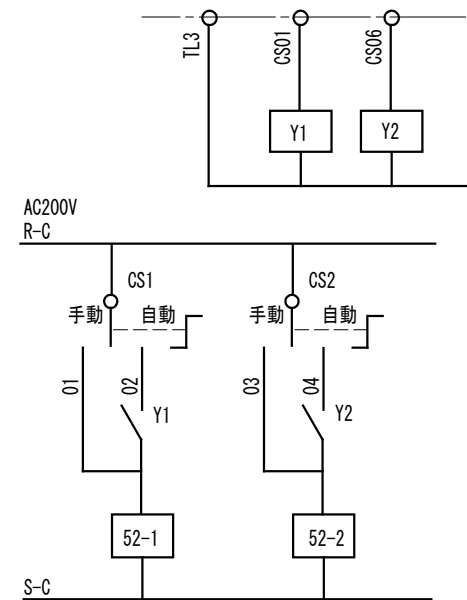 TL3
CS01
CS06
Y1
Y2
AC200V
R-C
CS1
CS2
手動
自動
手動
自動
01
02
03
04
Y1
Y2
52-1
52-2
S-C